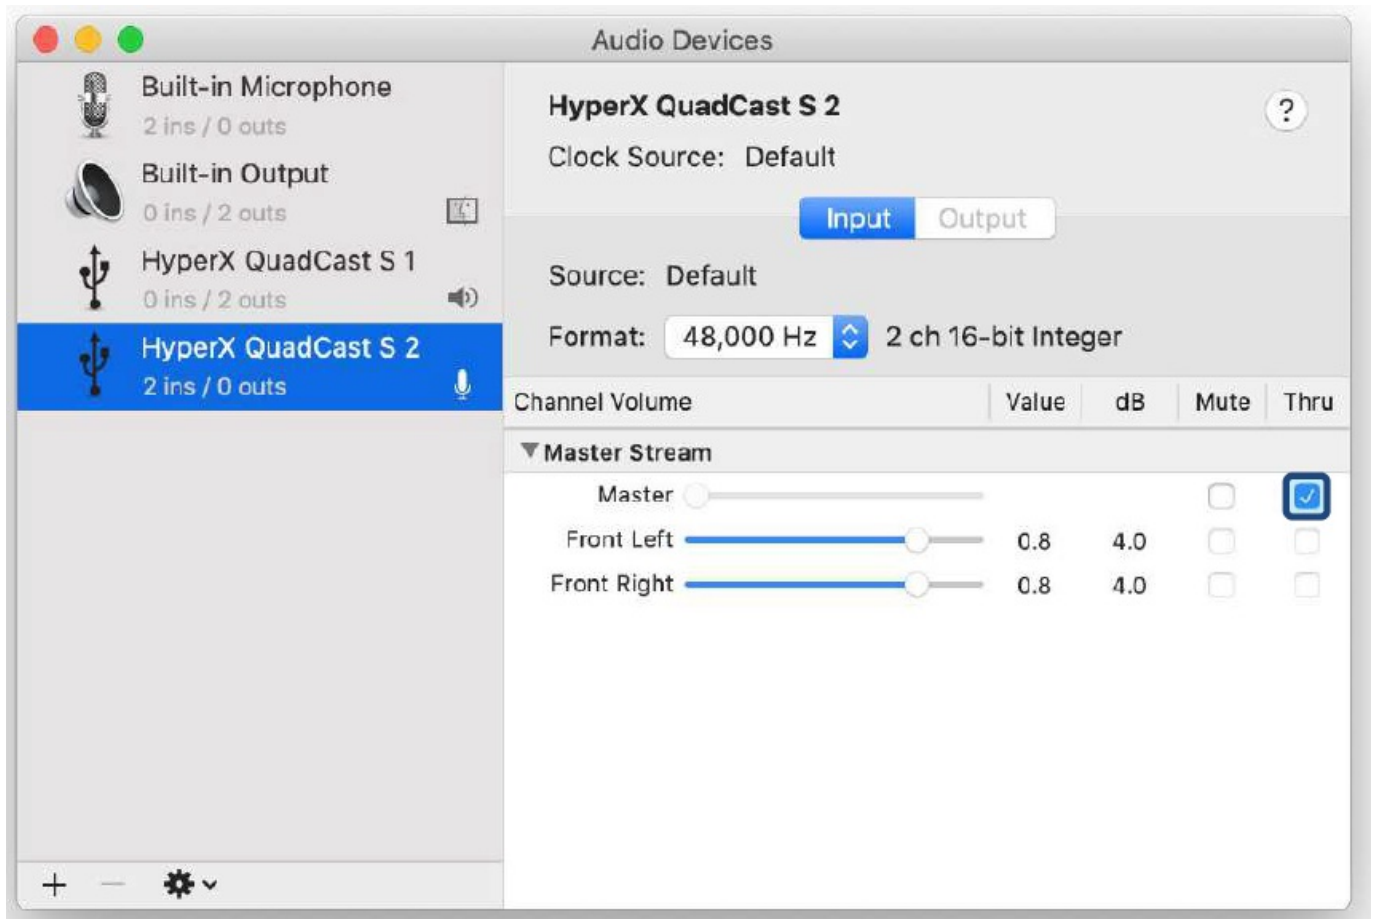 Audio Devices
Built-in Microphone
2 ins / 0 outs
Built-in Output
0 ins / 2 outs
HyperX QuadCast S 1
0 ins / 2 outs
HyperX QuadCast S 2
2 ins / 0 outs
HyperX QuadCast S 2
?
Clock Source: Default
Input Output
Source: Default
Format: 48,000 Hz 2 ch 16-bit Integer
Channel Volume Value dB Mute Thru
Master Stream
Master
Front Left 0.8 4.0
Front Right 0.8 4.0